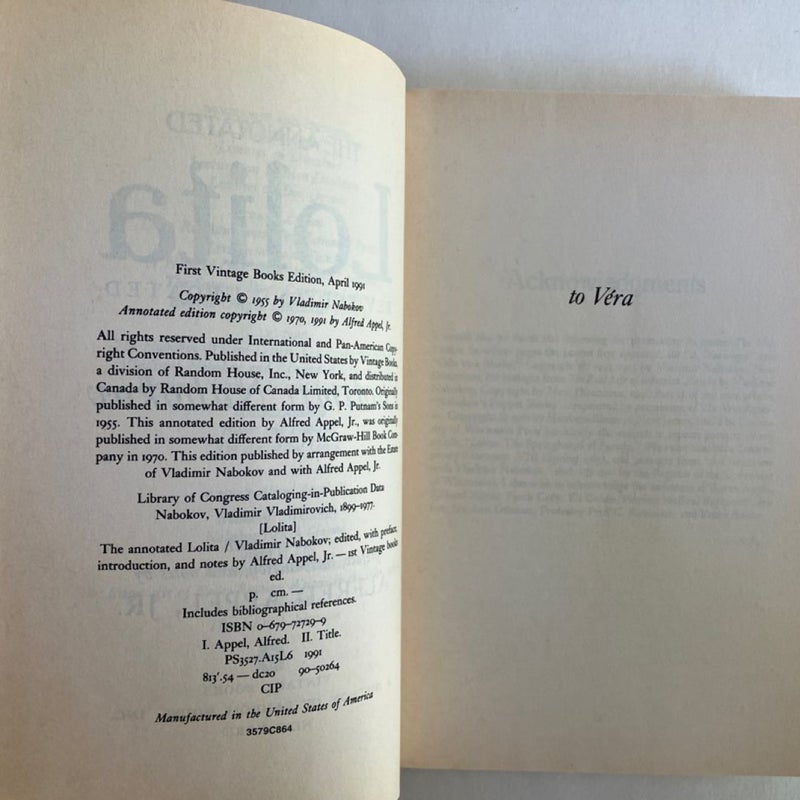 First Vintage Books Edition, April 1991
Copyright © 1955 by Vladimir Nabokov
Annotated edition copyright © 1970, 1991 by Alfred Appel, Jr.
All rights reserved under International and Pan-American Copy-
right Conventions. Published in the United States by Vintage Books,
a division of Random House, Inc., New York, and distributed in
Canada by Random House of Canada Limited, Toronto. Originally
published in somewhat different form by G. P. Putnam's Sons in
1955. This annotated edition by Alfred Appel, Jr., was originally
published in somewhat different form by McGraw-Hill Book Com-
pany in 1970. This edition published by arrangement with the Estate
of Vladimir Nabokov and with Alfred Appel, Jr.
Library of Congress Cataloging-in-Publication Data
Nabokov, Vladimir Vladimirovich, 1899-1977.
[Lolita]
The annotated Lolita / Vladimir Nabokov; edited, with preface,
introduction, and notes by Alfred Appel, Jr. — 1st Vintage books
ed.
p. cm. —
Includes bibliographical references.
ISBN 0-679-72729-9
I. Appel, Alfred. II. Title.
PS3527.A15L6 1991
813'.54 — dc20 90-50264
CIP
Manufactured in the United States of America
3579C864
to Véra
Acknowledgments